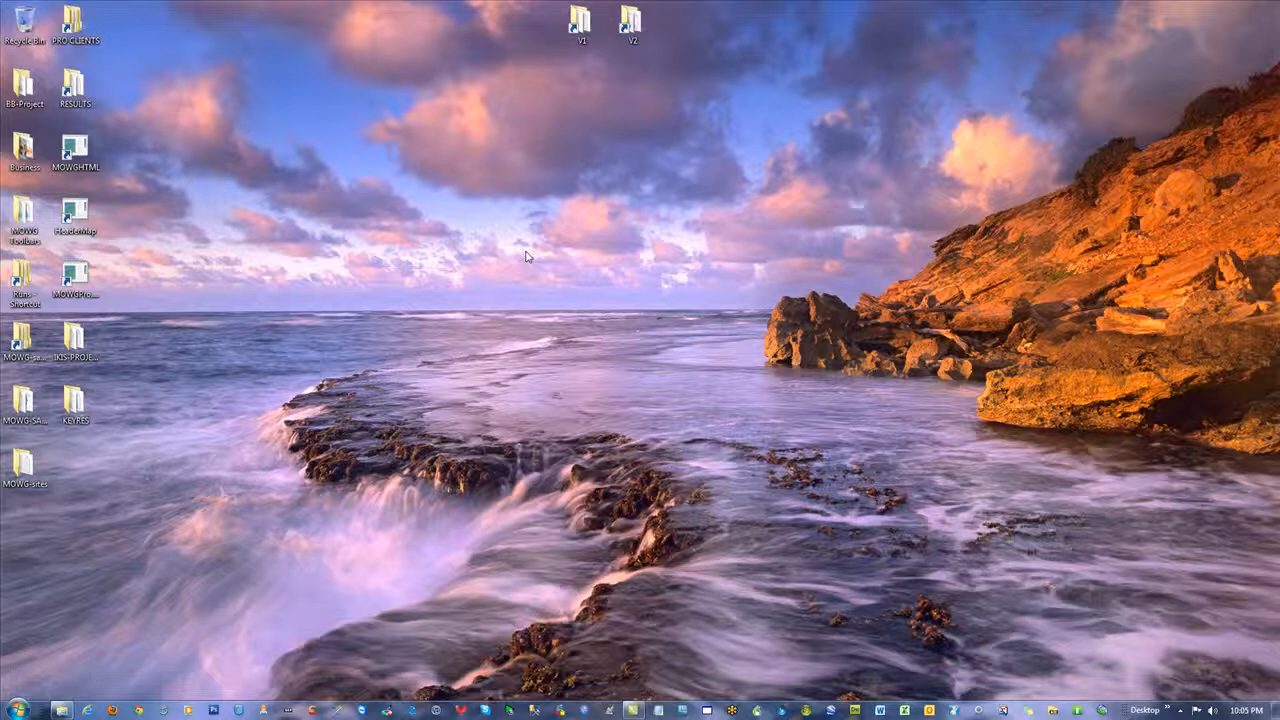 Recycle Bin
PRO CLIENTS
V1
V2
BB-Project
RESULTS
Business
MOWGHTML
MOWG
Toolbars
HeaderMap
Runs -
Shortcut
MOWGPro...
MOWG-sa...
IKIS-PROJE...
MOWG-SA...
KEYRES
MOWG-sites
Desktop
10:05 PM